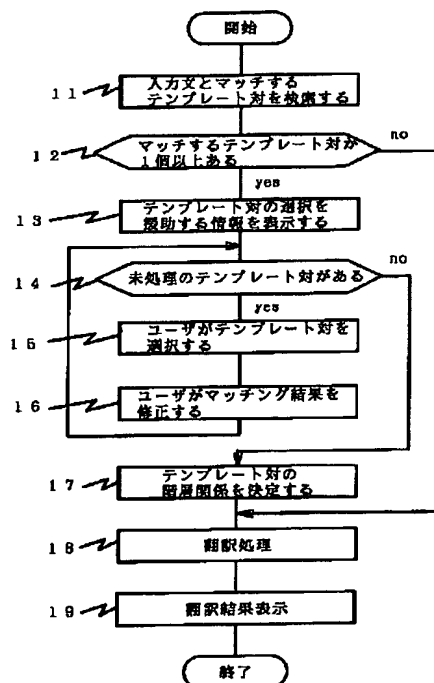 開始
11
入力文とマッチする
テンプレート対を検索する
12
マッチするテンプレート対が
1個以上ある
no
yes
13
テンプレート対の選択を
援助する情報を表示する
14
未処理のテンプレート対がある
no
yes
15
ユーザがテンプレート対を
選択する
16
ユーザがマッチング結果を
修正する
17
テンプレート対の
階層関係を決定する
18
翻訳処理
19
翻訳結果表示
終了